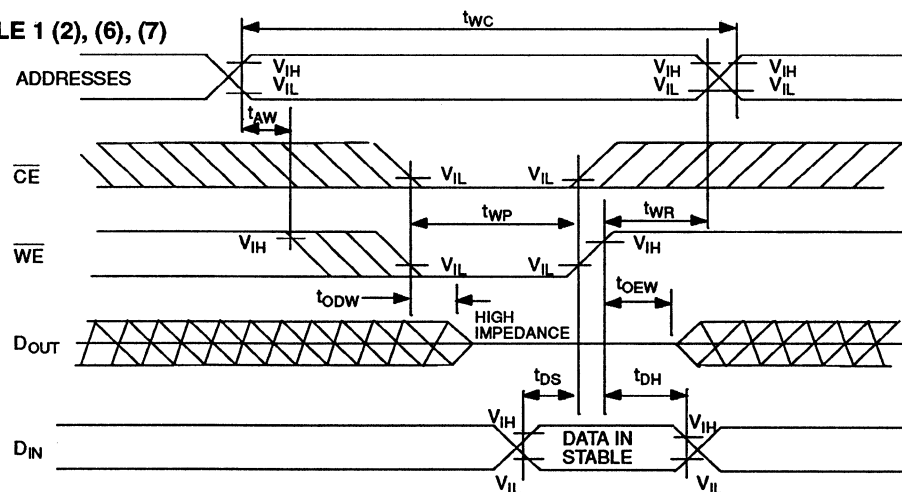 LE 1 (2), (6), (7)
tWC
ADDRESSES
VIH
VIL
VIH
VIL
VIH
VIL
tAW
CE
VIL
VIL
tWP
tWR
WE
VIH
VIL
VIL
VIH
tODW
tOEW
HIGH
IMPEDANCE
DOUT
tDS
tDH
VIH
VIH
DIN
DATA IN
STABLE
VIL
VIL